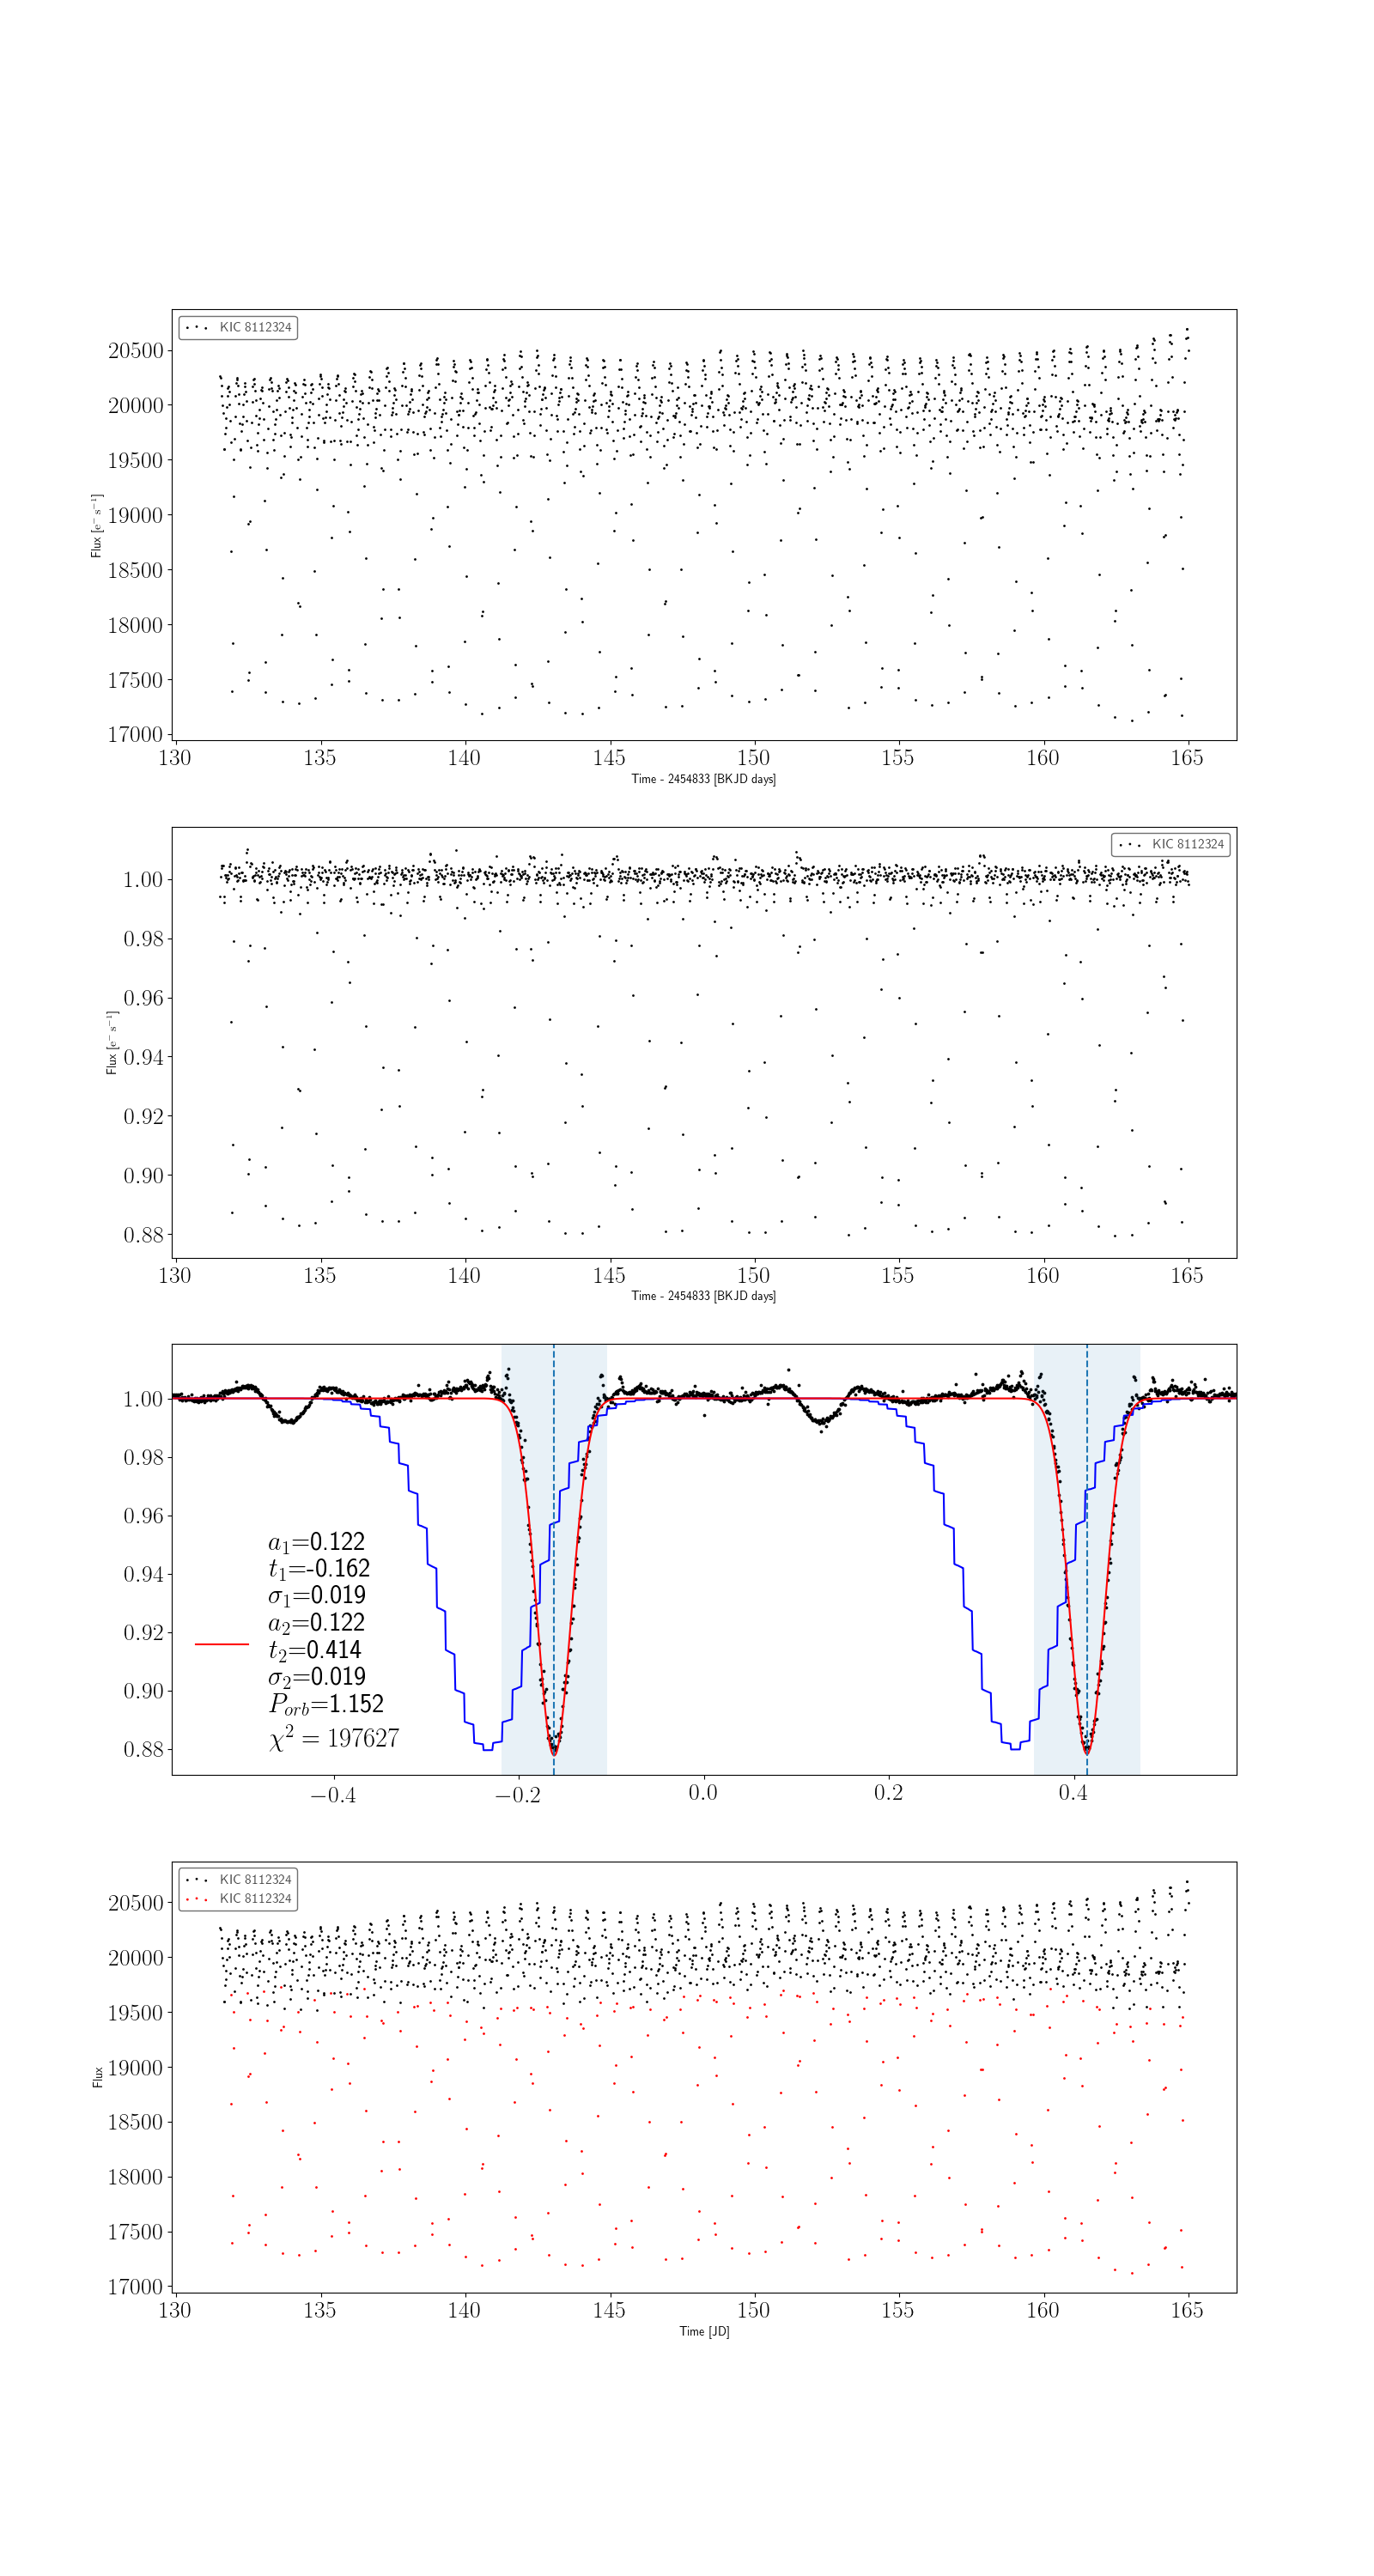 KIC 8112324
20500
20000
19500
19000
18500
18000
17500
17000
Flux [e⁻ s⁻¹]
130 135 140 145 150 155 160 165
Time - 2454833 [BKJD days]
KIC 8112324
1.00
0.98
0.96
0.94
0.92
0.90
0.88
Flux [e⁻ s⁻¹]
130 135 140 145 150 155 160 165
Time - 2454833 [BKJD days]
1.00
0.98
0.96
0.94
0.92
0.90
0.88
a₁=0.122
t₁=-0.162
σ₁=0.019
a₂=0.122
t₂=0.414
σ₂=0.019
P_orb=1.152
χ² = 197627
−0.4 −0.2 0.0 0.2 0.4
KIC 8112324
KIC 8112324
20500
20000
19500
19000
18500
18000
17500
17000
Flux
130 135 140 145 150 155 160 165
Time [JD]